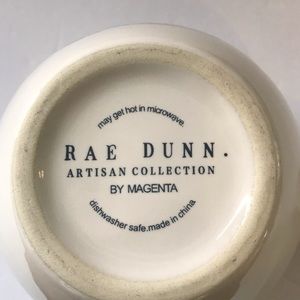 may get hot in microwave.
RAE DUNN.
ARTISAN COLLECTION
BY MAGENTA
dishwasher safe.made in china